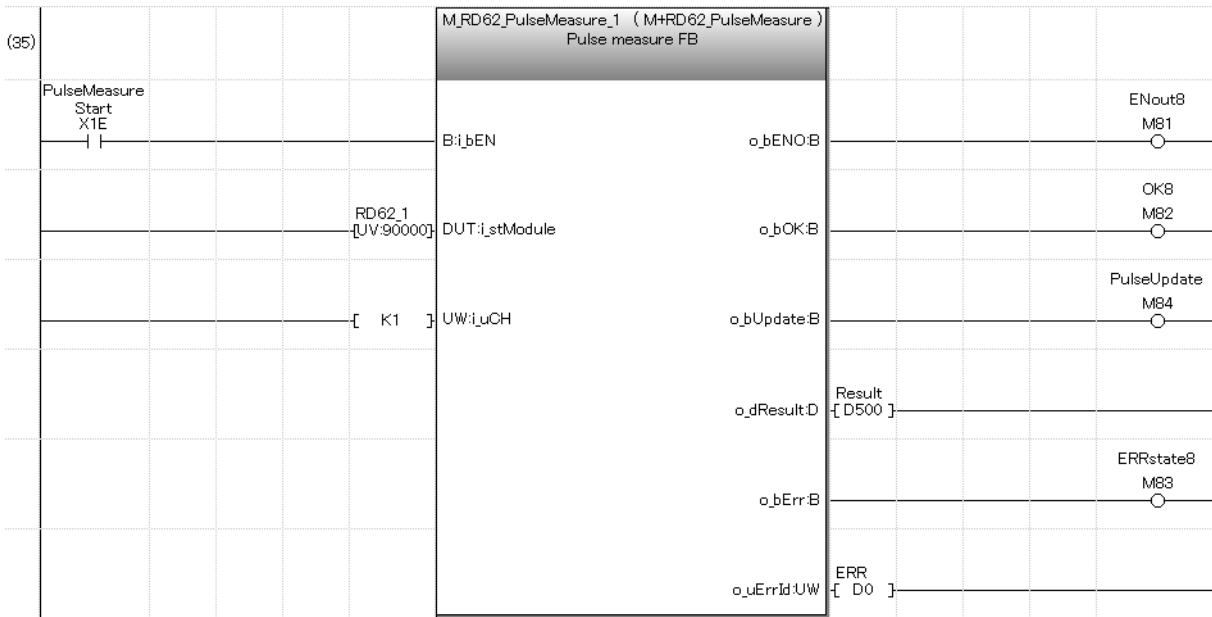 M_RD62_PulseMeasure_1 (M+RD62_PulseMeasure)
Pulse measure FB
(35)
PulseMeasure
Start
X1E
B:i_bEN
o_bENO:B
ENout8
M81
RD62_1
[UV:90000]
DUT:i_stModule
o_bOK:B
OK8
M82
[ K1 ]
UW:i_uCH
o_bUpdate:B
PulseUpdate
M84
o_dResult:D
Result
[ D500 ]
o_bErr:B
ERRstate8
M83
o_uErrId:UW
ERR
[ D0 ]